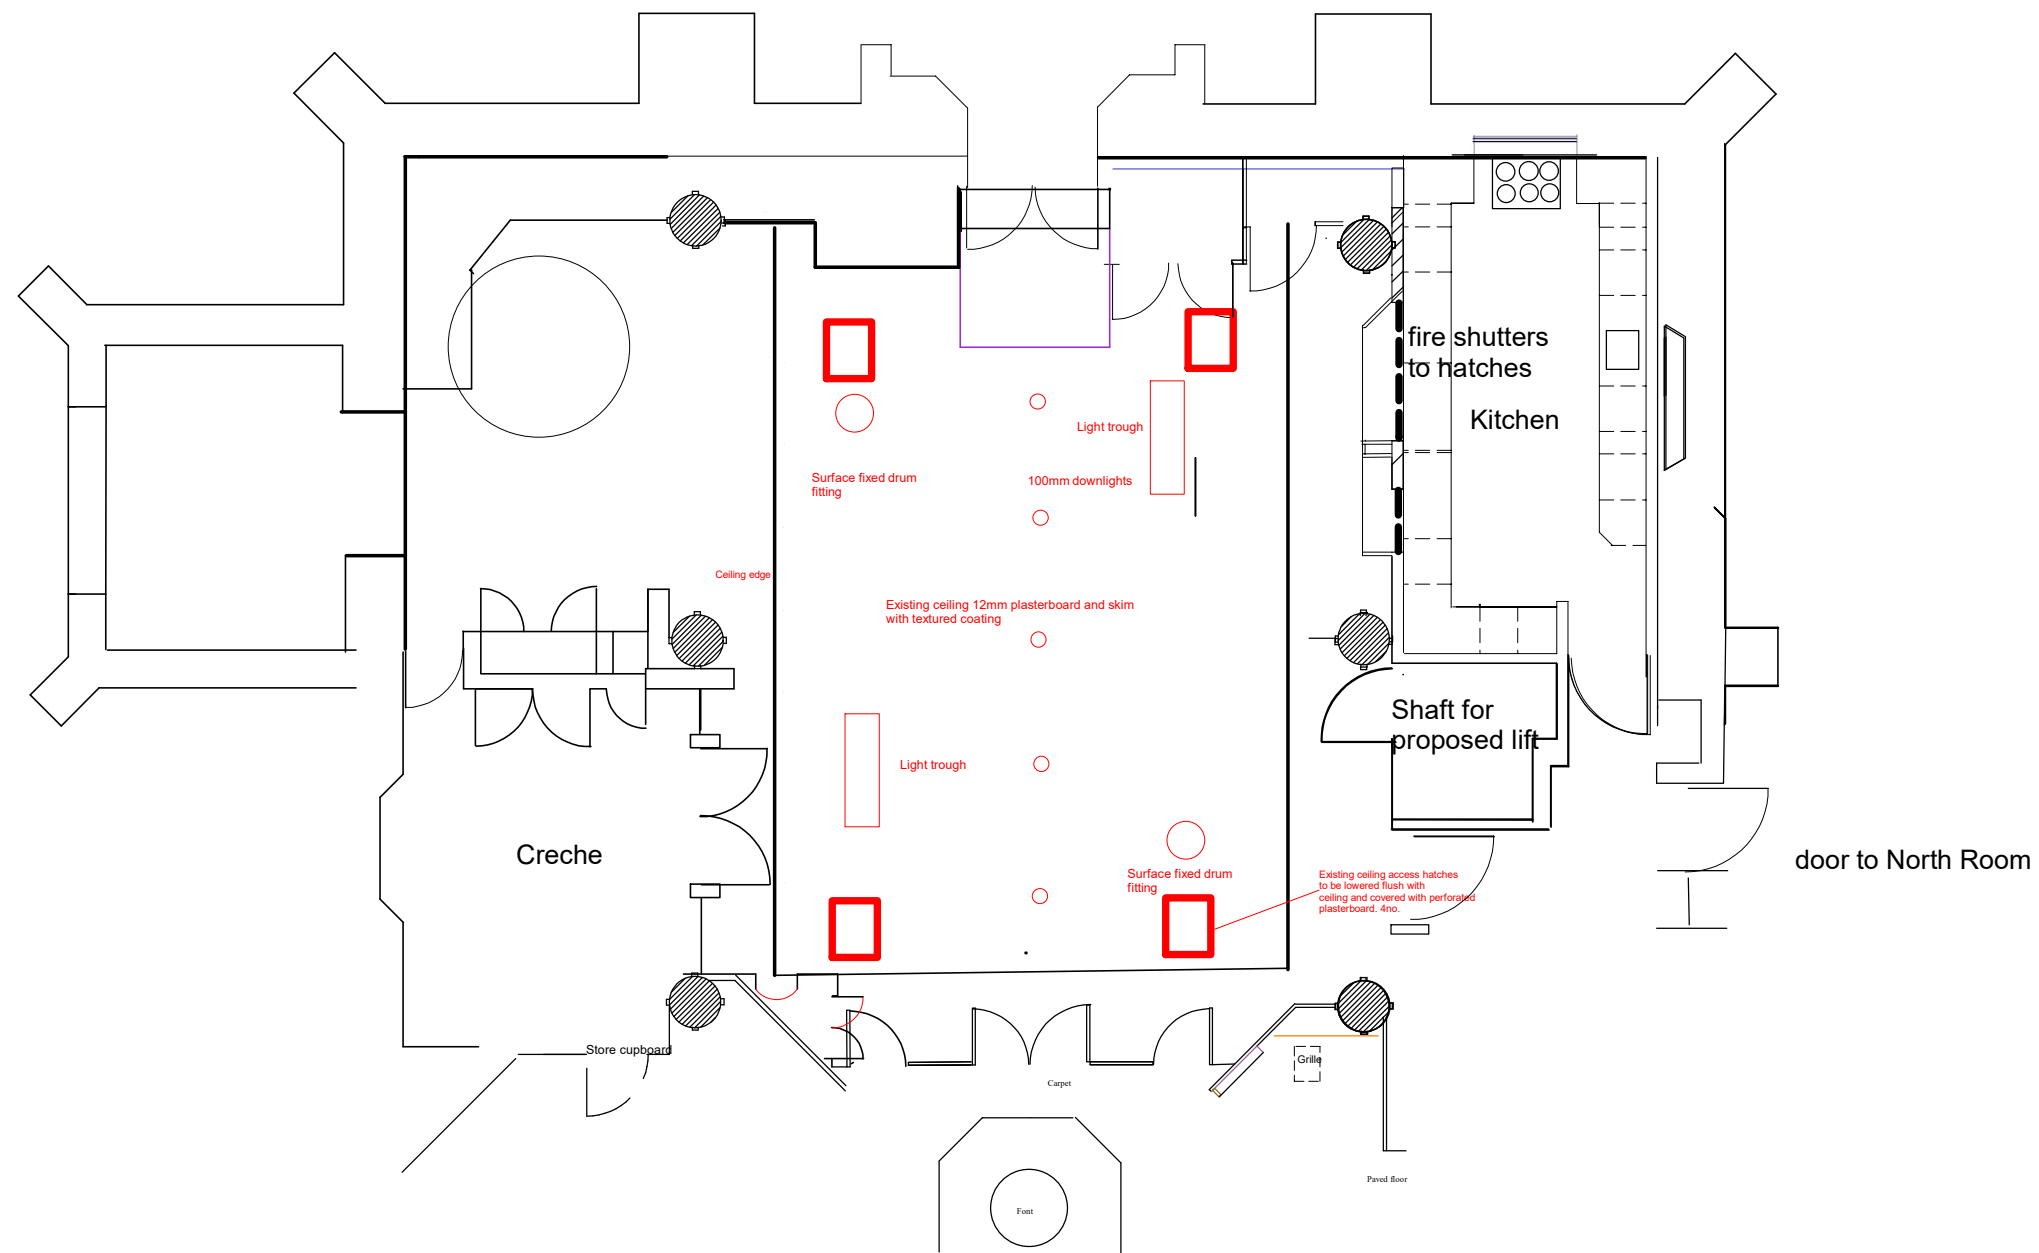 fire shutters
to hatches
Kitchen
Light trough
Surface fixed drum
fitting
100mm downlights
Ceiling edge
Existing ceiling 12mm plasterboard and skim
with textured coating
Shaft for
proposed lift
Light trough
Creche
door to North Room
Surface fixed drum
fitting
Existing ceiling access hatches
to be lowered flush with
ceiling and covered with perforated
plasterboard. 4no.
Store cupboard
Grille
Carpet
Paved floor
Font